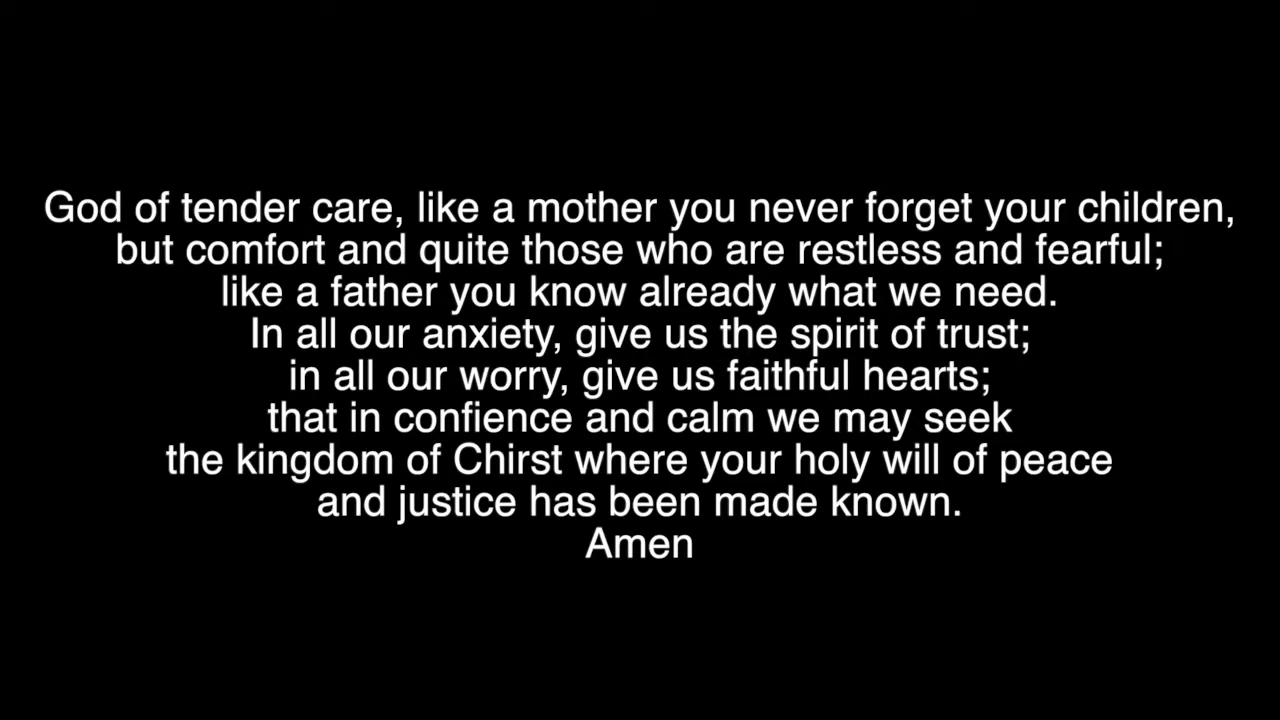 God of tender care, like a mother you never forget your children,
but comfort and quite those who are restless and fearful;
like a father you know already what we need.
In all our anxiety, give us the spirit of trust;
in all our worry, give us faithful hearts;
that in confience and calm we may seek
the kingdom of Chirst where your holy will of peace
and justice has been made known.
Amen